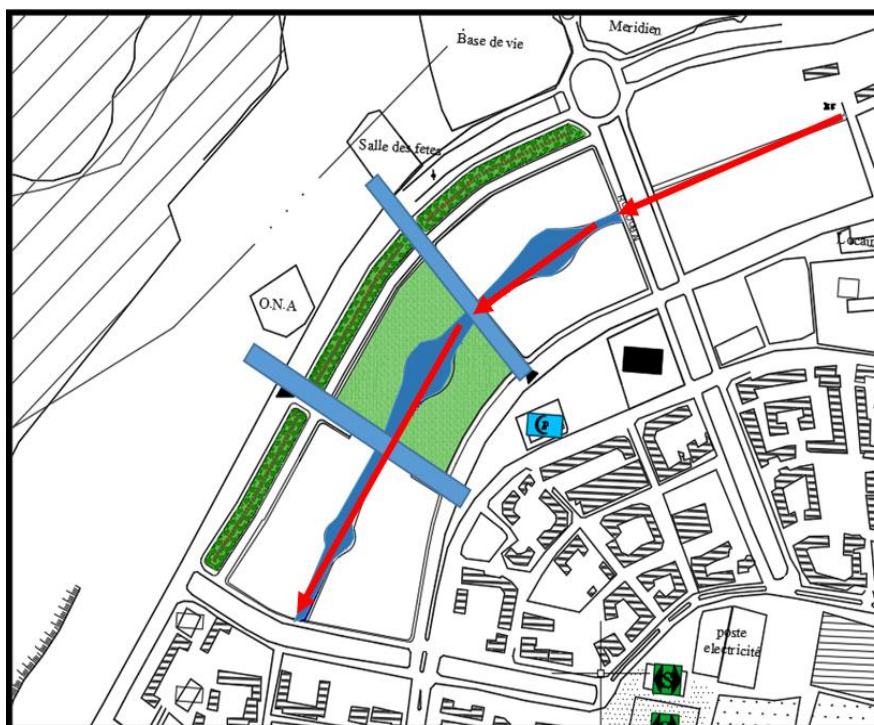 Meridien
Base de vie
Salle des fetes
O.N.A
P
poste
electricité
S